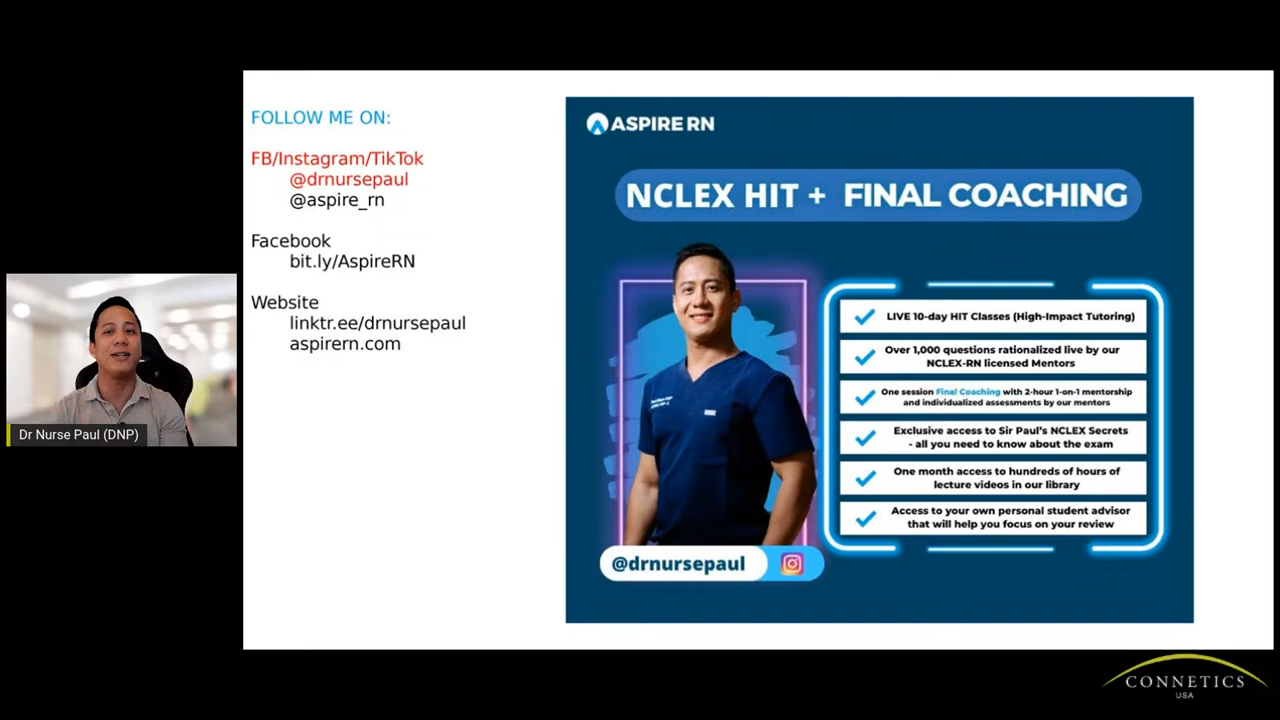 FOLLOW ME ON:
FB/Instagram/TikTok
@drnursepaul
@aspire_rn
Facebook
bit.ly/AspireRN
Website
linktr.ee/drnursepaul
aspirern.com
Dr Nurse Paul (DNP)
ASPIRE RN
NCLEX HIT + FINAL COACHING
LIVE 10-day HIT Classes (High-Impact Tutoring)
Over 1,000 questions rationalized live by our
NCLEX-RN licensed Mentors
One session Final Coaching with 2-hour 1-on-1 mentorship
and individualized assessments by our mentors
Exclusive access to Sir Paul's NCLEX Secrets
- all you need to know about the exam
One month access to hundreds of hours of
lecture videos in our library
Access to your own personal student advisor
that will help you focus on your review
@drnursepaul
CONNETICS
USA